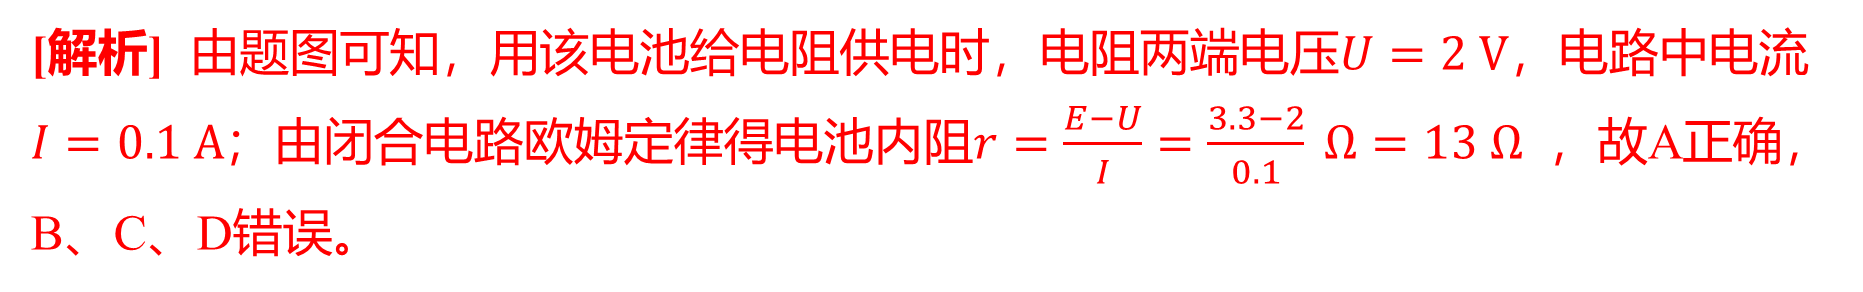 [解析] 由题图可知，用该电池给电阻供电时，电阻两端电压U = 2 V，电路中电流
I = 0.1 A；由闭合电路欧姆定律得电池内阻r = \frac{E−U}{I} = \frac{3.3−2}{0.1} Ω = 13 Ω ，故A正确，
B、C、D错误。